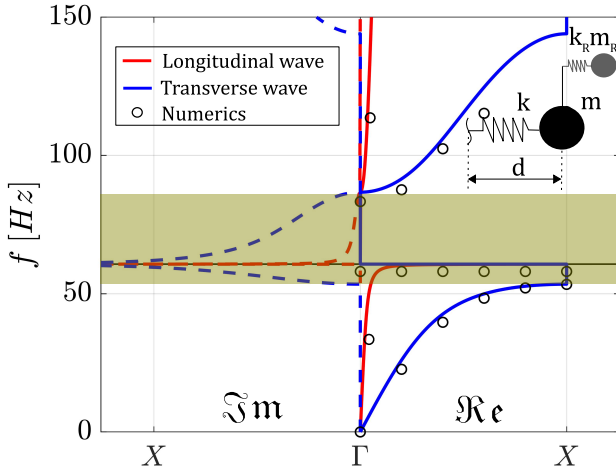 150
100
50
0
f [Hz]
Longitudinal wave
Transverse wave
Numerics
k_R m_R
k
m
d
ℑm
ℜe
X
Γ
X